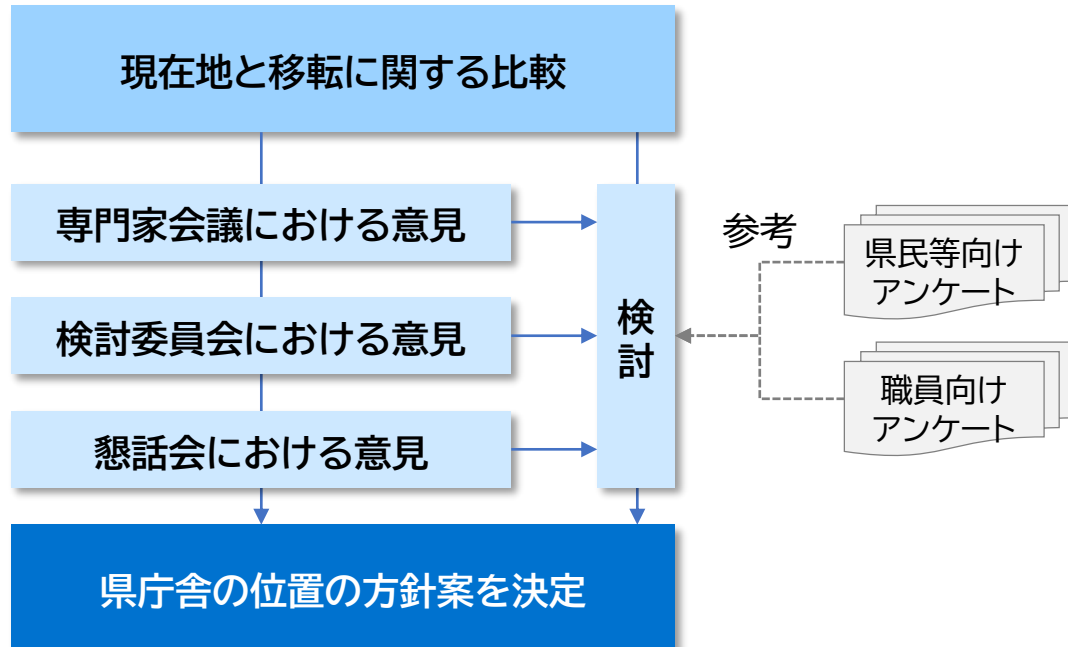 現在地と移転に関する比較
専門家会議における意見
検討委員会における意見
懇話会における意見
検
討
参考
県民等向け
アンケート
職員向け
アンケート
県庁舎の位置の方針案を決定